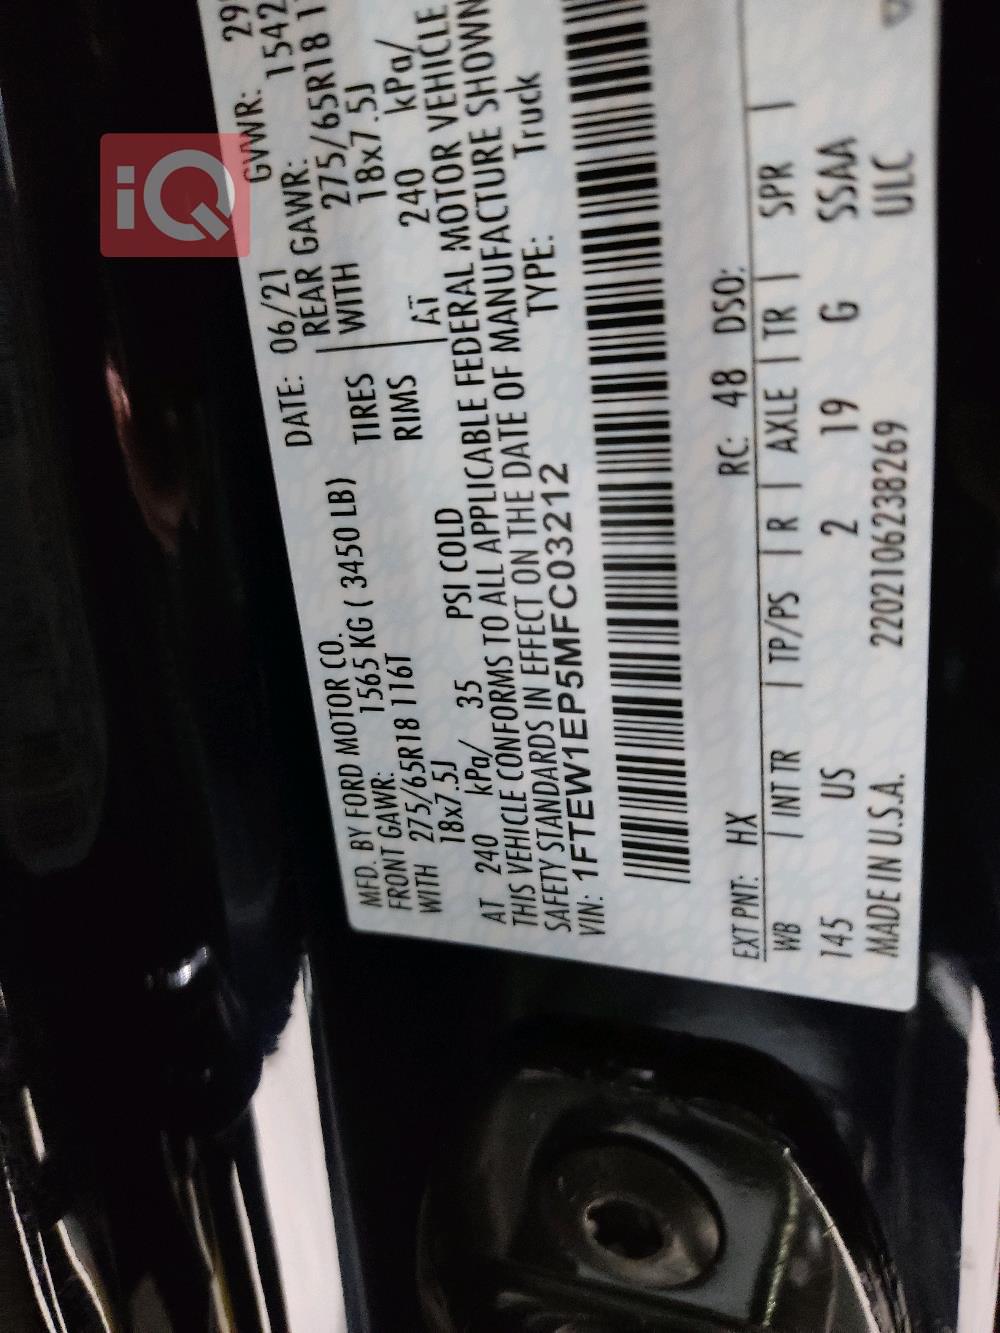 iQ
MFD. BY FORD MOTOR CO.
DATE: 06/21 GVWR:
FRONT GAWR: 1565 KG ( 3450 LB) REAR GAWR: 1542
WITH 275/65R18 116T TIRES WITH 275/65R18
18x7.5J RIMS 18x7.5J
AT 240 kPa/ 35 PSI COLD AT 240 kPa/
THIS VEHICLE CONFORMS TO ALL APPLICABLE FEDERAL MOTOR VEHICLE
SAFETY STANDARDS IN EFFECT ON THE DATE OF MANUFACTURE SHOWN
VIN: 1FTEW1EP5MFC03212 TYPE: Truck
EXT PNT: HX RC: 48 DSO:
WB | INT TR | TP/PS | R | AXLE | TR | SPR |
145 US 2 19 G SSAA
MADE IN U.S.A. 220210623826​9 ULC